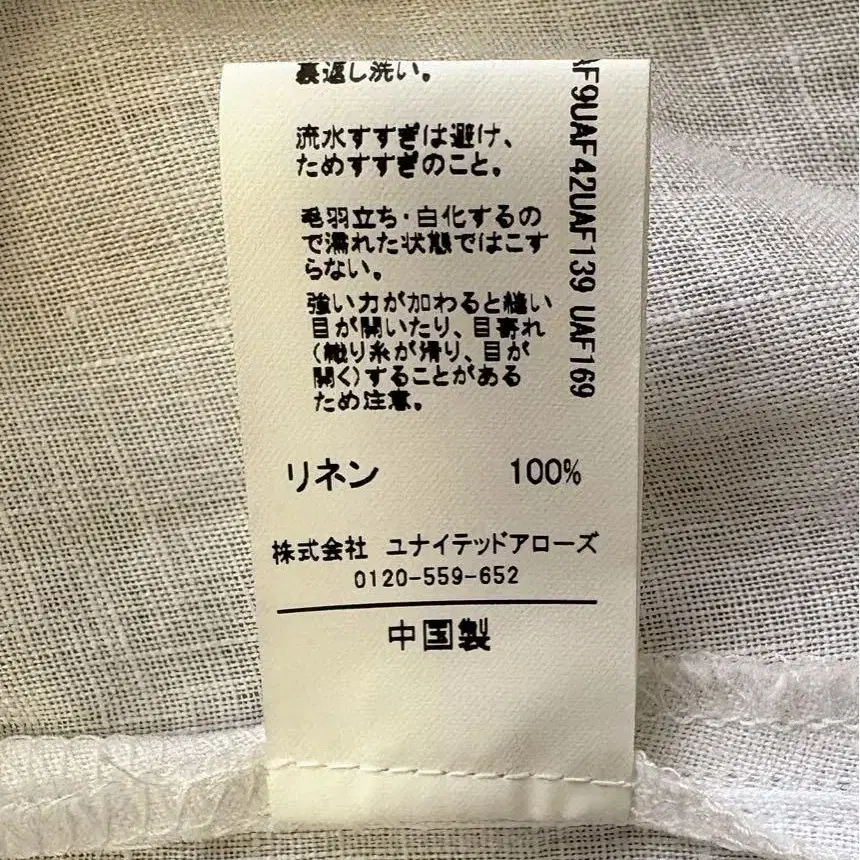 裏返し洗い。
流水すすぎは避け、
ためすすぎのこと。
毛羽立ち・白化するの
で濡れた状態ではこす
らない。
強い力が加わると縫い
目が開いたり、目寄れ
(織り糸が滑り、目が
開く)することがある
ため注意。
リネン 100%
株式会社 ユナイテッドアローズ
0120-559-652
中国製
AF9UAF42UAF139 UAF169